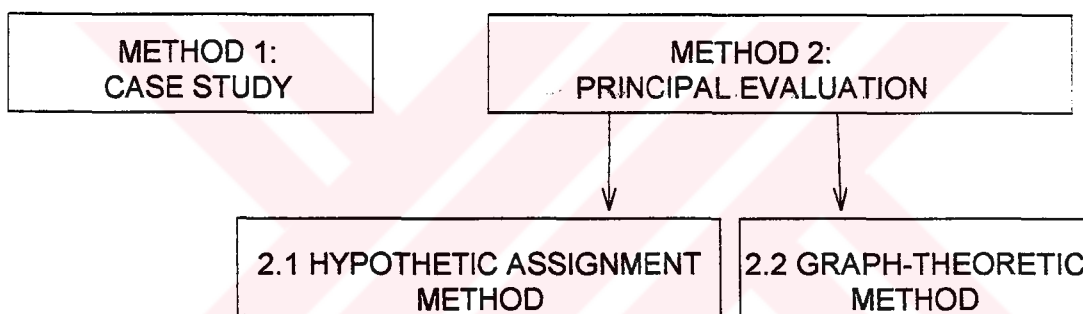 METHOD 1:
CASE STUDY
METHOD 2:
PRINCIPAL EVALUATION
2.1 HYPOTHETIC ASSIGNMENT
METHOD
2.2 GRAPH-THEORETIC
METHOD